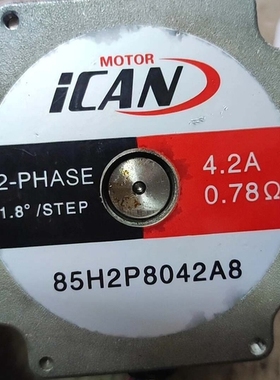 MOTOR
iCAN
2-PHASE 4.2A
1.8° /STEP 0.78Ω
85H2P8042A8